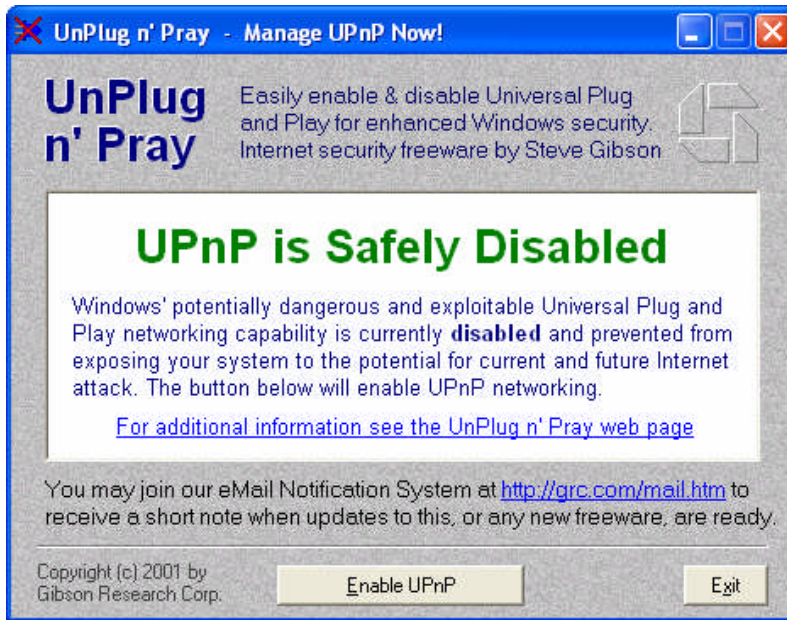 UnPlug n' Pray  -  Manage UPnP Now!
UnPlug
n' Pray
Easily enable & disable Universal Plug
and Play for enhanced Windows security.
Internet security freeware by Steve Gibson
UPnP is Safely Disabled
Windows' potentially dangerous and exploitable Universal Plug and
Play networking capability is currently disabled and prevented from
exposing your system to the potential for current and future Internet
attack. The button below will enable UPnP networking.
For additional information see the UnPlug n' Pray web page
You may join our eMail Notification System at http://grc.com/mail.htm to
receive a short note when updates to this, or any new freeware, are ready.
Copyright (c) 2001 by
Gibson Research Corp.
Enable UPnP
Exit